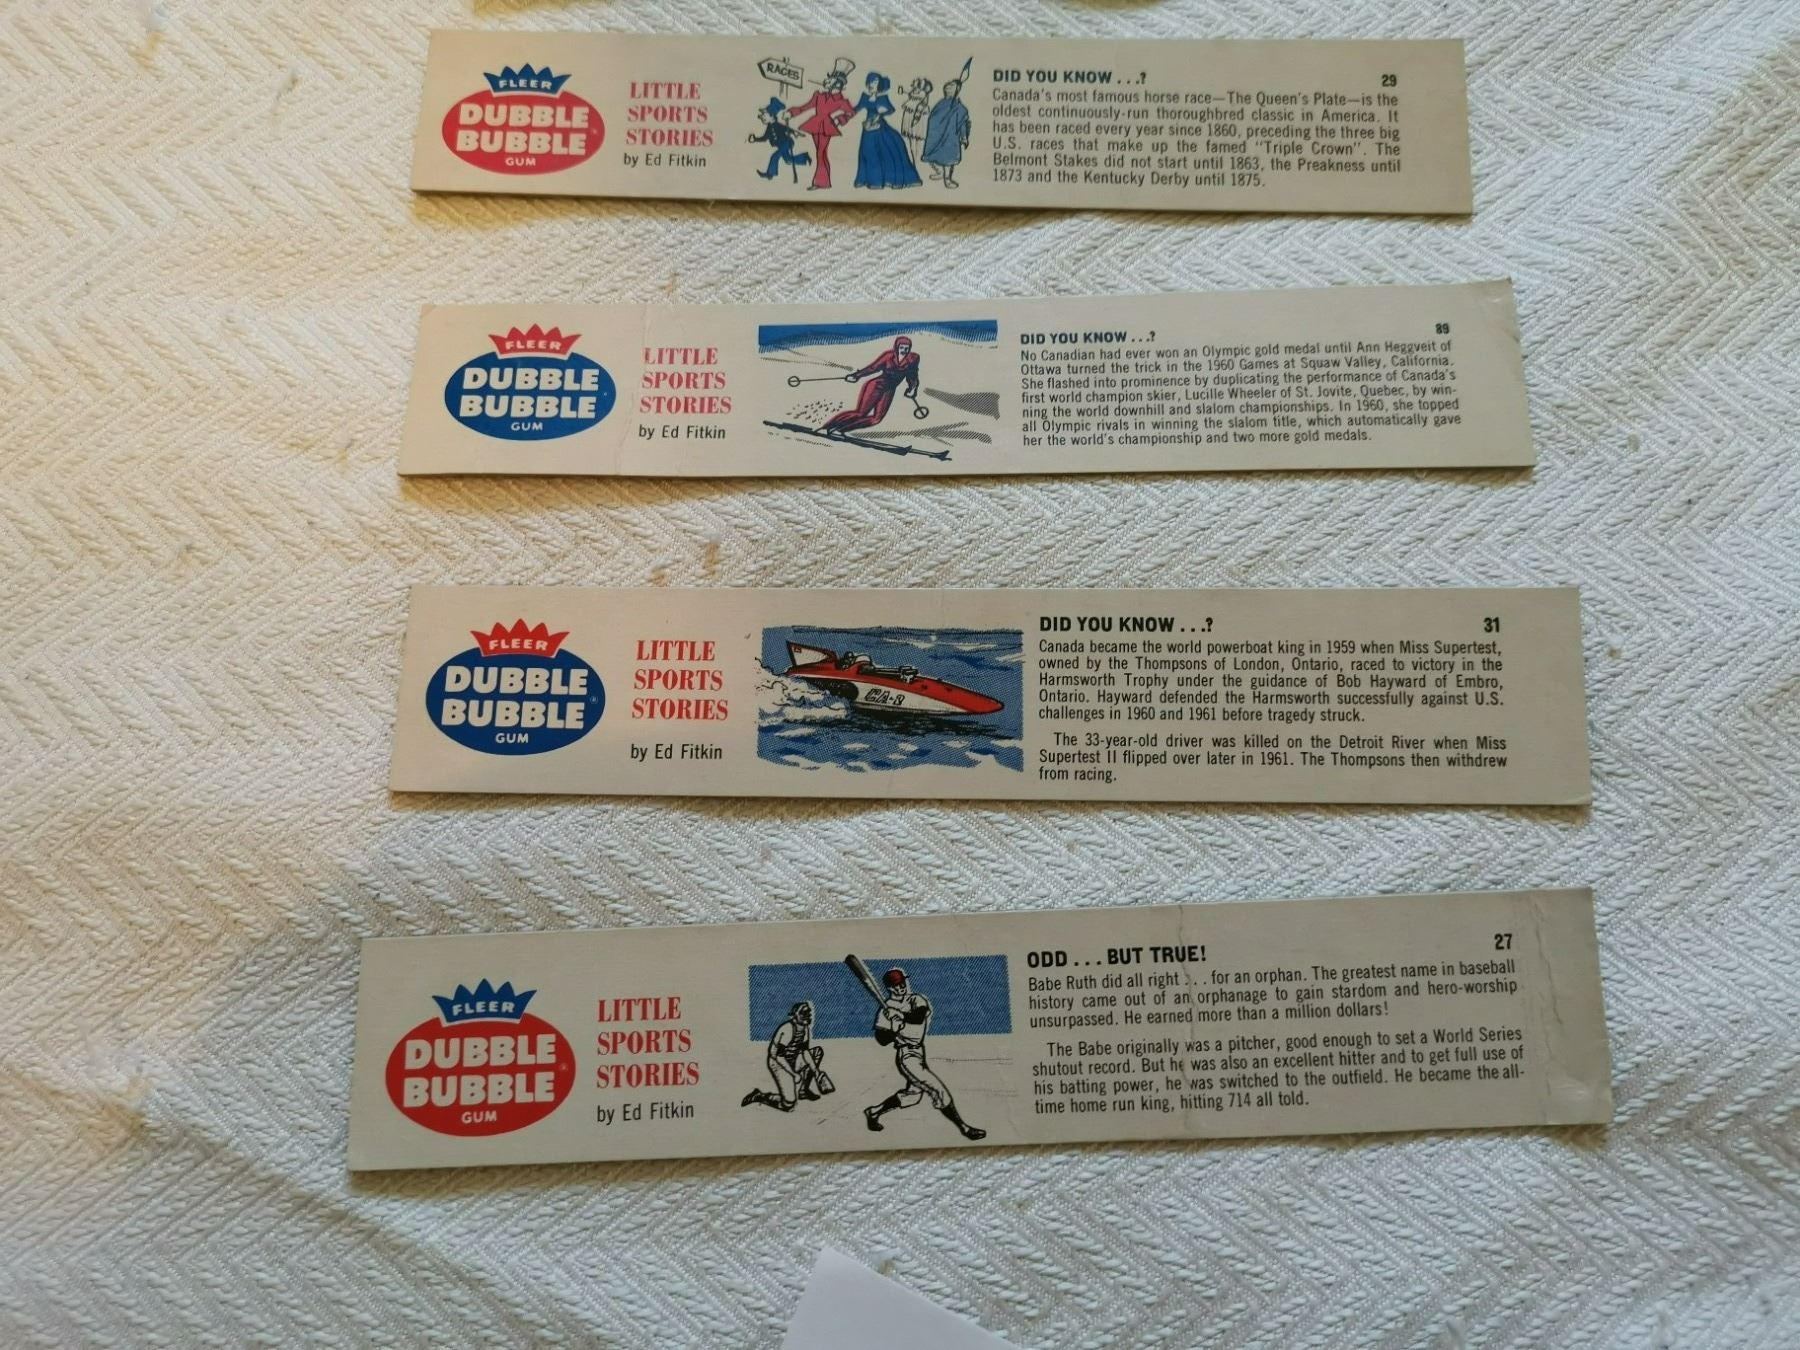 FLEER
DUBBLE
BUBBLE
GUM
LITTLE
SPORTS
STORIES
by Ed Fitkin
RACES
DID YOU KNOW...?
29
Canada's most famous horse race—The Queen's Plate—is the
oldest continuously-run thoroughbred classic in America. It
has been raced every year since 1860, preceding the three big
U.S. races that make up the famed "Triple Crown". The
Belmont Stakes did not start until 1863, the Preakness until
1873 and the Kentucky Derby until 1875.
FLEER
DUBBLE
BUBBLE
GUM
LITTLE
SPORTS
STORIES
by Ed Fitkin
DID YOU KNOW...?
89
No Canadian had ever won an Olympic gold medal until Ann Heggveit of
Ottawa turned the trick in the 1960 Games at Squaw Valley, California.
She flashed into prominence by duplicating the performance of Canada's
first world champion skier, Lucille Wheeler of St. Jovite, Quebec, by win-
ning the world downhill and slalom championships. In 1960, she topped
all Olympic rivals in winning the slalom title, which automatically gave
her the world's championship and two more gold medals.
FLEER
DUBBLE
BUBBLE®
GUM
LITTLE
SPORTS
STORIES
by Ed Fitkin
CA-3
DID YOU KNOW...?
31
Canada became the world powerboat king in 1959 when Miss Supertest,
owned by the Thompsons of London, Ontario, raced to victory in the
Harmsworth Trophy under the guidance of Bob Hayward of Embro,
Ontario. Hayward defended the Harmsworth successfully against U.S.
challenges in 1960 and 1961 before tragedy struck.
The 33-year-old driver was killed on the Detroit River when Miss
Supertest II flipped over later in 1961. The Thompsons then withdrew
from racing.
FLEER
DUBBLE
BUBBLE®
GUM
LITTLE
SPORTS
STORIES
by Ed Fitkin
ODD...BUT TRUE!
27
Babe Ruth did all right... for an orphan. The greatest name in baseball
history came out of an orphanage to gain stardom and hero-worship
unsurpassed. He earned more than a million dollars!
The Babe originally was a pitcher, good enough to set a World Series
shutout record. But he was also an excellent hitter and to get full use of
his batting power, he was switched to the outfield. He became the all-
time home run king, hitting 714 all told.